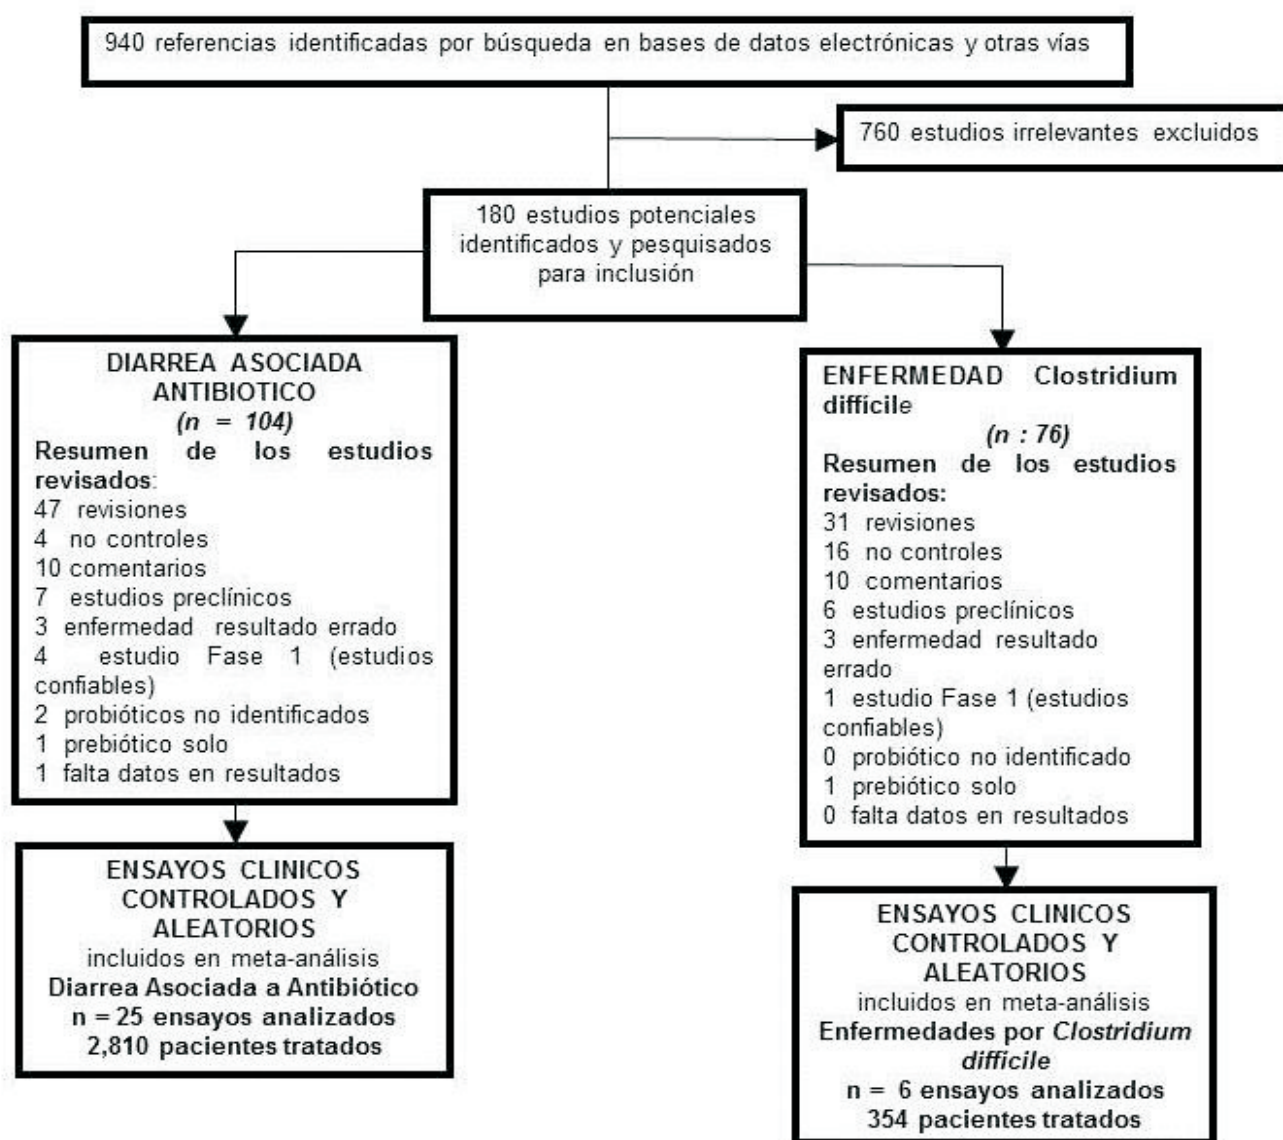 940 referencias identificadas por búsqueda en bases de datos electrónicas y otras vías
760 estudios irrelevantes excluidos
180 estudios potenciales
identificados y pesquisados
para inclusión
DIARREA ASOCIADA
ANTIBIOTICO
(n = 104)
Resumen de los estudios
revisados:
47 revisiones
4 no controles
10 comentarios
7 estudios preclínicos
3 enfermedad resultado errado
4 estudio Fase 1 (estudios
confiables)
2 probióticos no identificados
1 prebiótico solo
1 falta datos en resultados
ENFERMEDAD Clostridium
diffícile
(n : 76)
Resumen de los estudios
revisados:
31 revisiones
16 no controles
10 comentarios
6 estudios preclínicos
3 enfermedad resultado
errado
1 estudio Fase 1 (estudios
confiables)
0 probiótico no identificado
1 prebiótico solo
0 falta datos en resultados
ENSAYOS CLINICOS
CONTROLADOS Y
ALEATORIOS
incluidos en meta-análisis
Diarrea Asociada a Antibiótico
n = 25 ensayos analizados
2,810 pacientes tratados
ENSAYOS CLINICOS
CONTROLADOS Y
ALEATORIOS
incluidos en meta-análisis
Enfermedades por Clostridium
difficile
n = 6 ensayos analizados
354 pacientes tratados